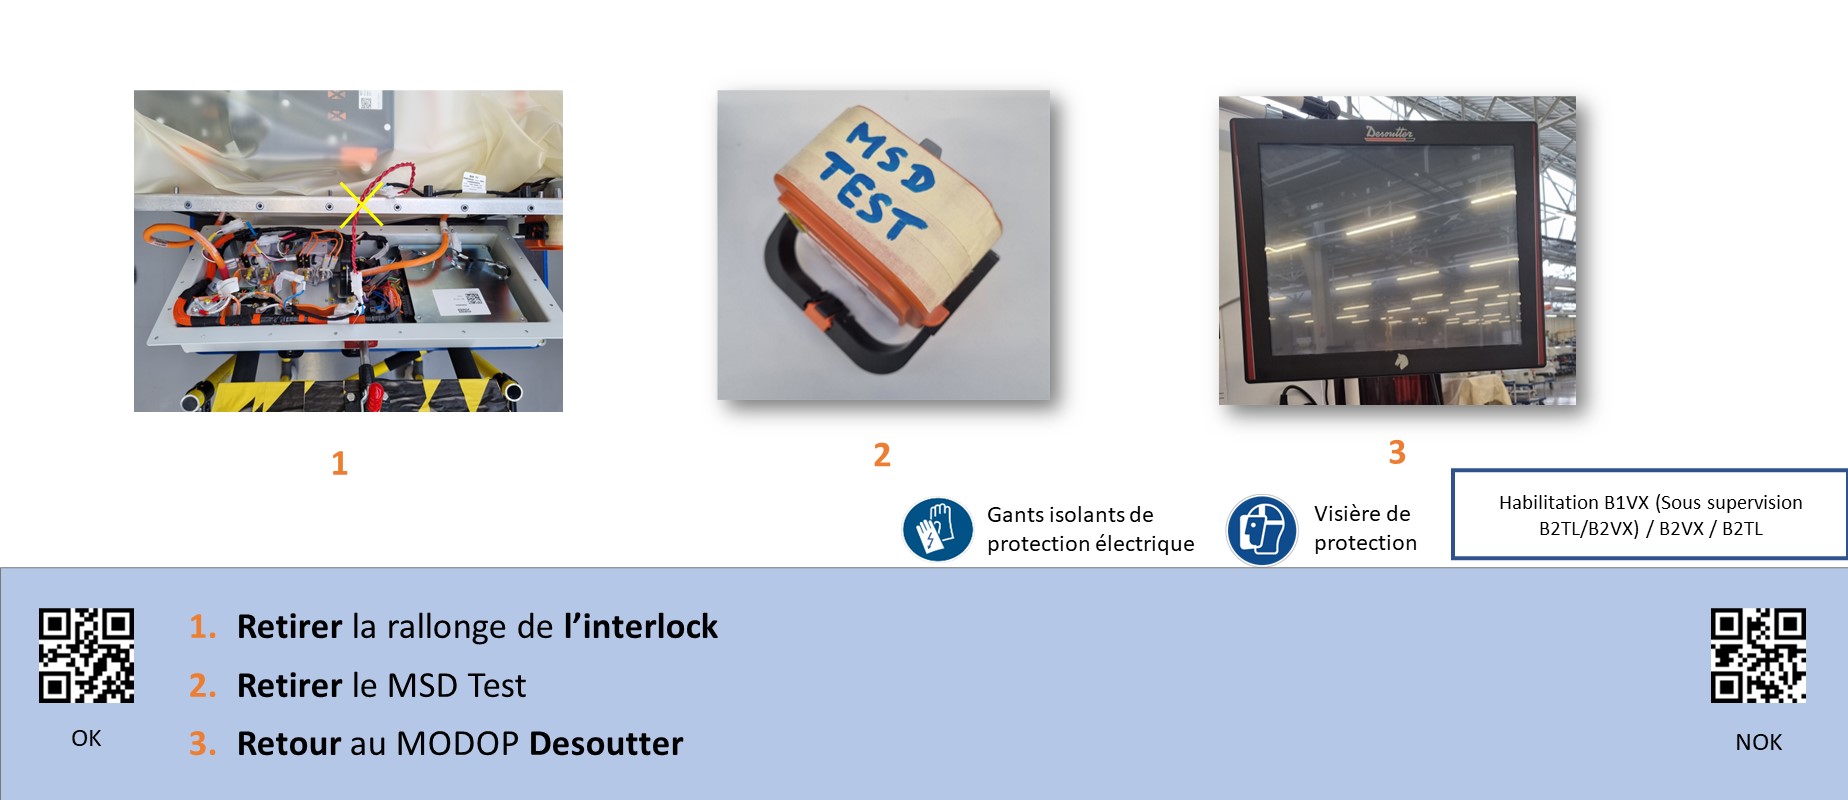 MSD
TEST
Desoutter
1
2
3
Gants isolants de
protection électrique
Visière de
protection
Habilitation B1VX (Sous supervision
B2TL/B2VX) / B2VX / B2TL
1. Retirer la rallonge de l’interlock
2. Retirer le MSD Test
3. Retour au MODOP Desoutter
OK
NOK